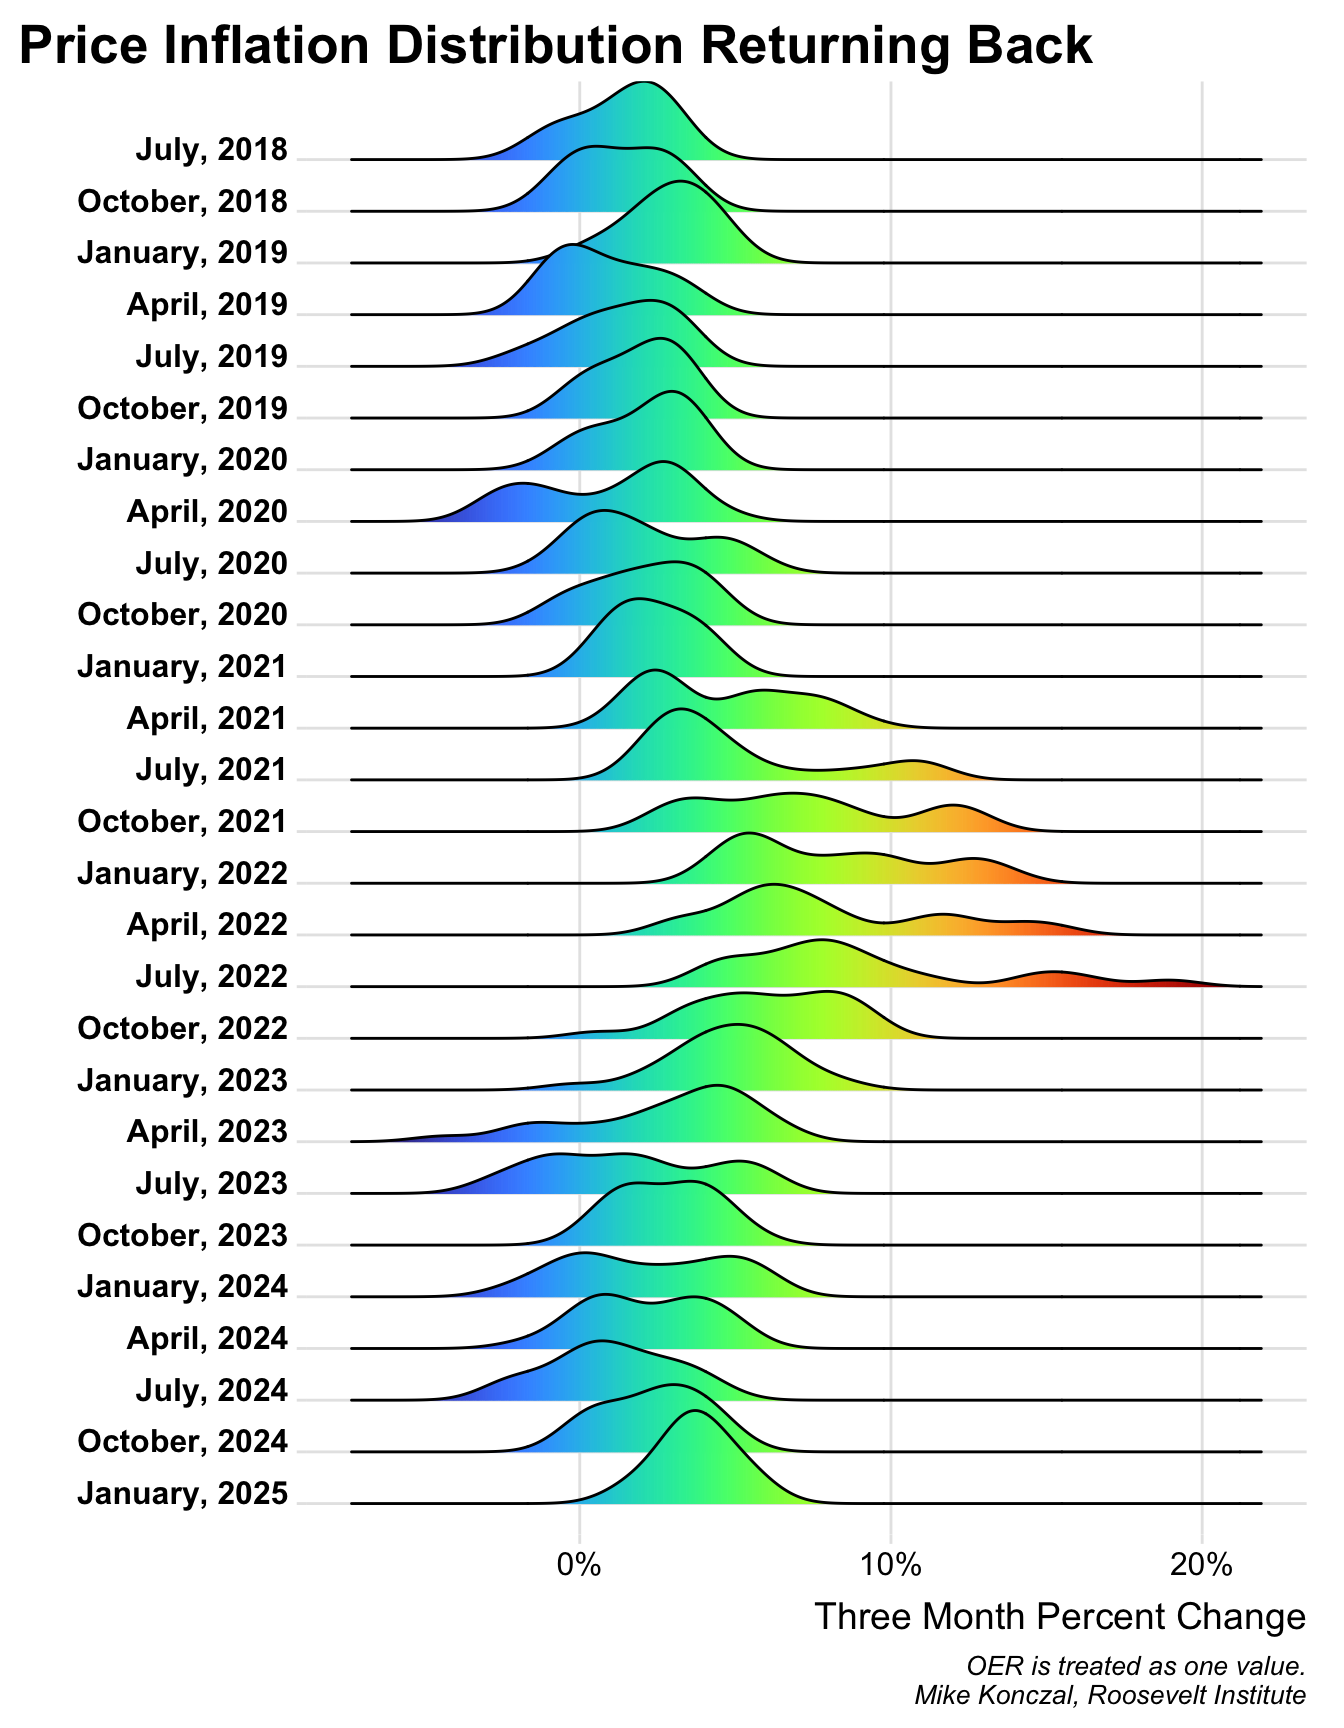 Price Inflation Distribution Returning Back
July, 2018
October, 2018
January, 2019
April, 2019
July, 2019
October, 2019
January, 2020
April, 2020
July, 2020
October, 2020
January, 2021
April, 2021
July, 2021
October, 2021
January, 2022
April, 2022
July, 2022
October, 2022
January, 2023
April, 2023
July, 2023
October, 2023
January, 2024
April, 2024
July, 2024
October, 2024
January, 2025
0% 10% 20%
Three Month Percent Change
OER is treated as one value.
Mike Konczal, Roosevelt Institute